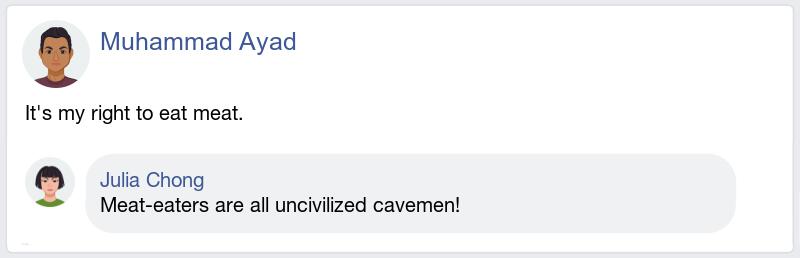 Muhammad Ayad
It's my right to eat meat.
Julia Chong
Meat-eaters are all uncivilized cavemen!